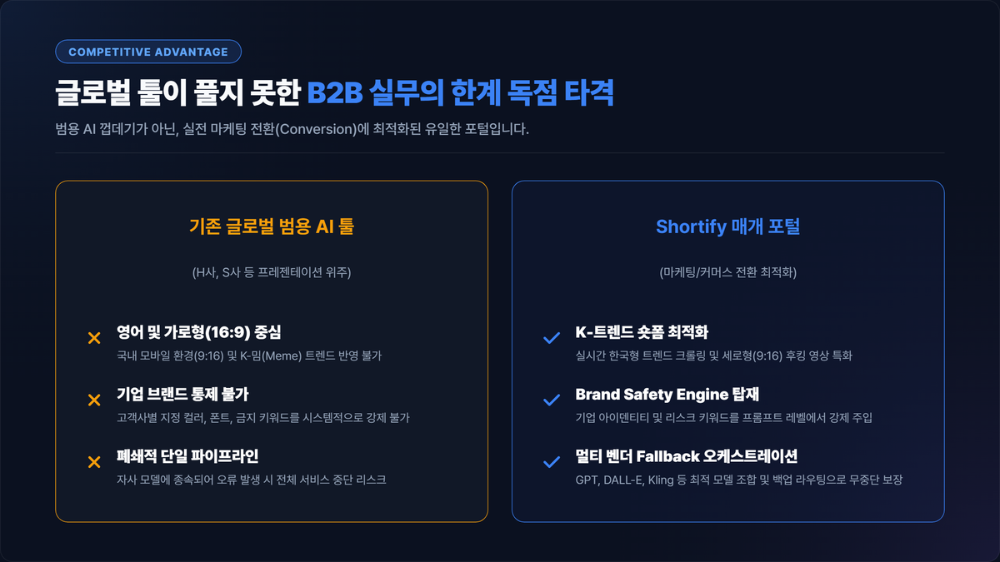 COMPETITIVE ADVANTAGE
글로벌 툴이 풀지 못한 B2B 실무의 한계 독점 타격
범용 AI 껍데기가 아닌, 실전 마케팅 전환(Conversion)에 최적화된 유일한 포털입니다.
기존 글로벌 범용 AI 툴
(H사, S사 등 프레젠테이션 위주)
영어 및 가로형(16:9) 중심
국내 모바일 환경(9:16) 및 K-밈(Meme) 트렌드 반영 불가
기업 브랜드 통제 불가
고객사별 지정 컬러, 폰트, 금지 키워드를 시스템적으로 강제 불가
폐쇄적 단일 파이프라인
자사 모델에 종속되어 오류 발생 시 전체 서비스 중단 리스크
Shortify 매개 포털
(마케팅/커머스 전환 최적화)
K-트렌드 숏폼 최적화
실시간 한국형 트렌드 크롤링 및 세로형(9:16) 후킹 영상 특화
Brand Safety Engine 탑재
기업 아이덴티티 및 리스크 키워드를 프롬프트 레벨에서 강제 주입
멀티 벤더 Fallback 오케스트레이션
GPT, DALL-E, Kling 등 최적 모델 조합 및 백업 라우팅으로 무중단 보장